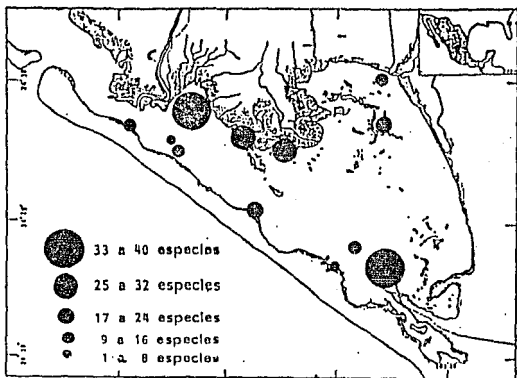 33 a 40 especies
25 a 32 especies
17 a 24 especies
9 a 16 especies
1 a 8 especies